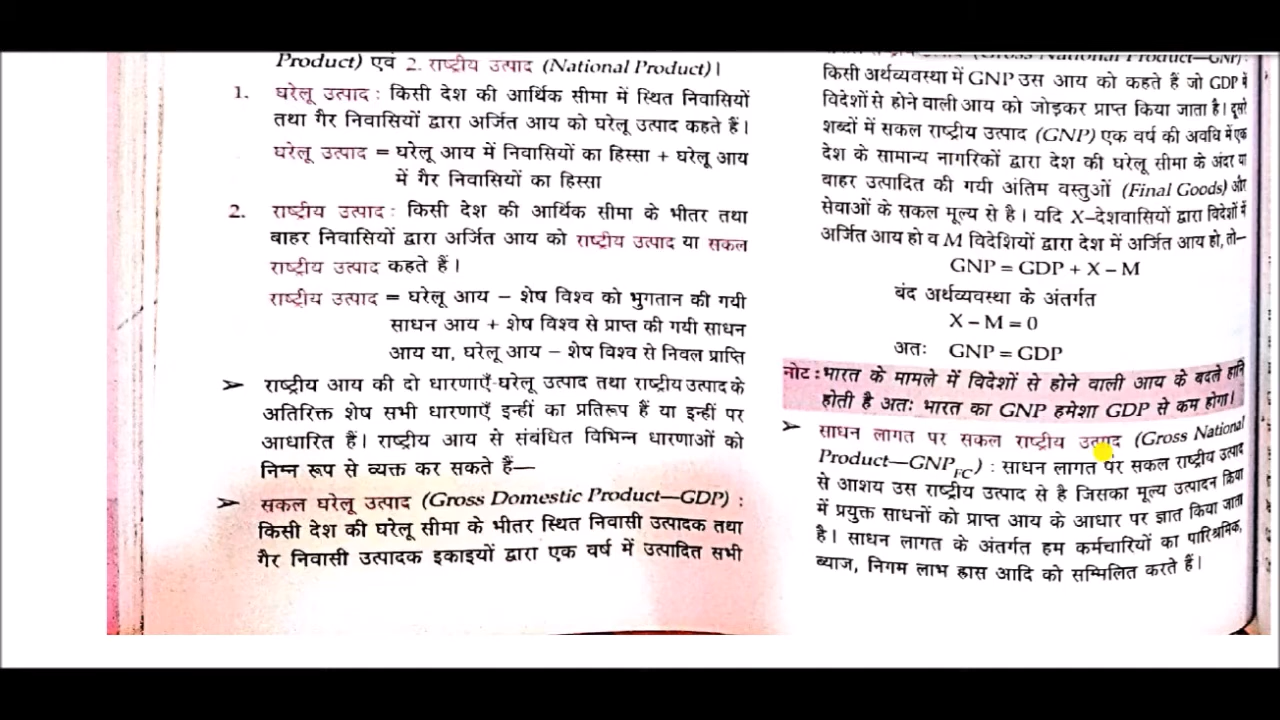 Product) एवं 2. राष्ट्रीय उत्पाद (National Product)।
1. घरेलू उत्पाद : किसी देश की आर्थिक सीमा में स्थित निवासियों
तथा गैर निवासियों द्वारा अर्जित आय को घरेलू उत्पाद कहते हैं।
घरेलू उत्पाद = घरेलू आय में निवासियों का हिस्सा + घरेलू आय
में गैर निवासियों का हिस्सा
2. राष्ट्रीय उत्पाद : किसी देश की आर्थिक सीमा के भीतर तथा
बाहर निवासियों द्वारा अर्जित आय को राष्ट्रीय उत्पाद या सकल
राष्ट्रीय उत्पाद कहते हैं।
राष्ट्रीय उत्पाद = घरेलू आय – शेष विश्व को भुगतान की गयी
साधन आय + शेष विश्व से प्राप्त की गयी साधन
आय या, घरेलू आय – शेष विश्व से निवल प्राप्ति
➢ राष्ट्रीय आय की दो धारणाएँ-घरेलू उत्पाद तथा राष्ट्रीय उत्पाद के
अतिरिक्त शेष सभी धारणाएँ इन्हीं का प्रतिरूप हैं या इन्हीं पर
आधारित हैं। राष्ट्रीय आय से संबंधित विभिन्न धारणाओं को
निम्न रूप से व्यक्त कर सकते हैं—
➢ सकल घरेलू उत्पाद (Gross Domestic Product—GDP) :
किसी देश की घरेलू सीमा के भीतर स्थित निवासी उत्पादक तथा
गैर निवासी उत्पादक इकाइयों द्वारा एक वर्ष में उत्पादित सभी
(Gross National Product—GNP) :
किसी अर्थव्यवस्था में GNP उस आय को कहते हैं जो GDP में
विदेशों से होने वाली आय को जोड़कर प्राप्त किया जाता है। दूसरे
शब्दों में सकल राष्ट्रीय उत्पाद (GNP) एक वर्ष की अवधि में एक
देश के सामान्य नागरिकों द्वारा देश की घरेलू सीमा के अंदर या
बाहर उत्पादित की गयी अंतिम वस्तुओं (Final Goods) और
सेवाओं के सकल मूल्य से है। यदि X–देशवासियों द्वारा विदेशों में
अर्जित आय हो व M विदेशियों द्वारा देश में अर्जित आय हो, तो—
GNP = GDP + X – M
बंद अर्थव्यवस्था के अंतर्गत
X – M = 0
अतः GNP = GDP
नोट : भारत के मामले में विदेशों से होने वाली आय के बदले हानि
होती है अतः भारत का GNP हमेशा GDP से कम होगा।
➢ साधन लागत पर सकल राष्ट्रीय उत्पाद (Gross National
Product—GNP_FC) : साधन लागत पर सकल राष्ट्रीय उत्पाद
से आशय उस राष्ट्रीय उत्पाद से है जिसका मूल्य उत्पादन क्रिया
में प्रयुक्त साधनों को प्राप्त आय के आधार पर ज्ञात किया जाता
है। साधन लागत के अंतर्गत हम कर्मचारियों का पारिश्रमिक,
ब्याज, निगम लाभ ह्रास आदि को सम्मिलित करते हैं।